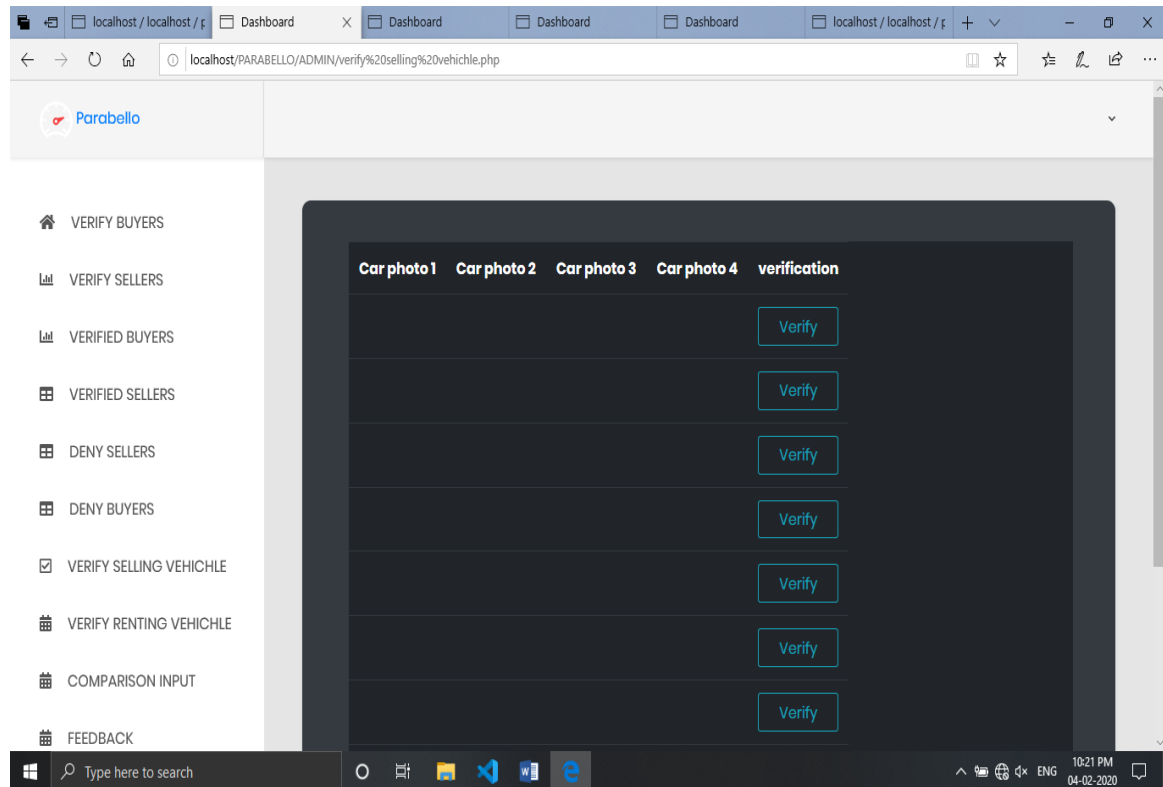 localhost / localhost / p
Dashboard
Dashboard
Dashboard
Dashboard
localhost / localhost / p
localhost/PARABELLO/ADMIN/verify%20selling%20vehichle.php
Parabello
VERIFY BUYERS
VERIFY SELLERS
VERIFIED BUYERS
VERIFIED SELLERS
DENY SELLERS
DENY BUYERS
VERIFY SELLING VEHICHLE
VERIFY RENTING VEHICHLE
COMPARISON INPUT
FEEDBACK
Car photo 1 Car photo 2 Car photo 3 Car photo 4 verification
Verify
Verify
Verify
Verify
Verify
Verify
Verify
Type here to search
ENG
10:21 PM
04-02-2020